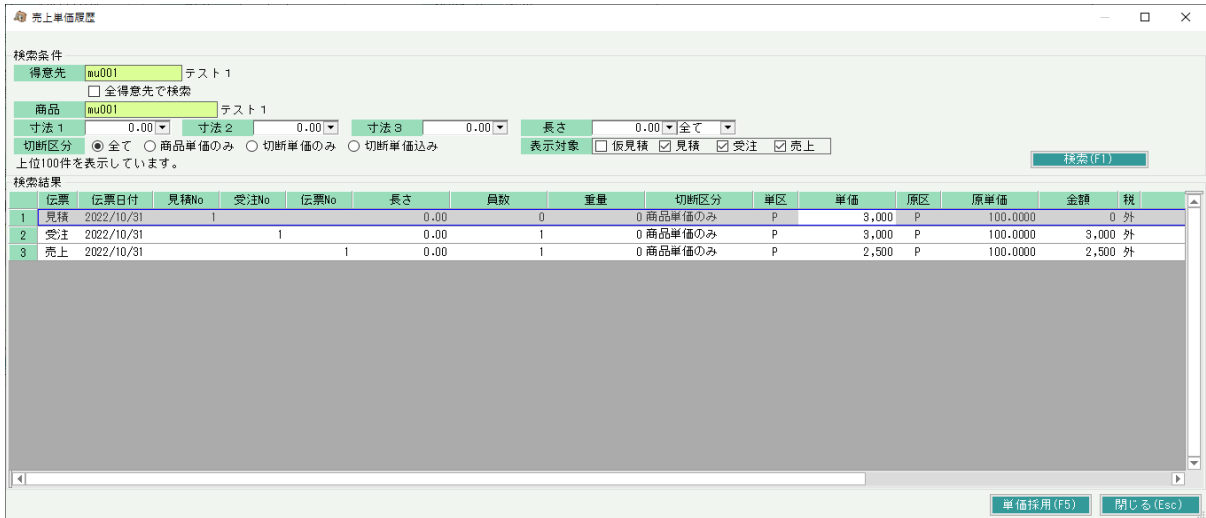 売上単価履歴
検索条件
得意先 mu001 テスト1
全得意先で検索
商品 mu001 テスト1
寸法1 0.00 寸法2 0.00 寸法3 0.00 長さ 0.00 全て
切断区分 全て 商品単価のみ 切断単価のみ 切断単価込み 表示対象 仮見積 見積 受注 売上
上位100件を表示しています。 検索(F1)
検索結果
伝票 伝票日付 見積No 受注No 伝票No 長さ 員数 重量 切断区分 単区 単価 原区 原単価 金額 税
1 見積 2022/10/31 1 0.00 0 0 商品単価のみ P 3,000 P 100.0000 0 外
2 受注 2022/10/31 1 0.00 1 0 商品単価のみ P 3,000 P 100.0000 3,000 外
3 売上 2022/10/31 1 0.00 1 0 商品単価のみ P 2,500 P 100.0000 2,500 外
単価採用(F5) 閉じる(Esc)